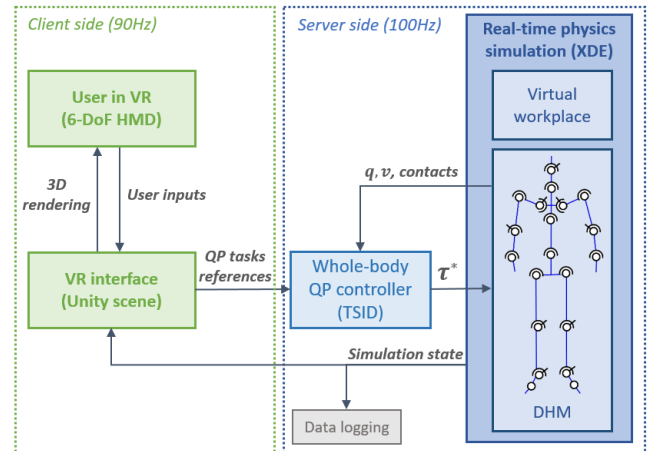 Client side (90Hz)
Server side (100Hz)
Real-time physics
simulation (XDE)
User in VR
(6-DoF HMD)
Virtual
workplace
3D
rendering
User inputs
q, v, contacts
VR interface
(Unity scene)
QP tasks
references
Whole-body
QP controller
(TSID)
τ*
Simulation state
Data logging
DHM